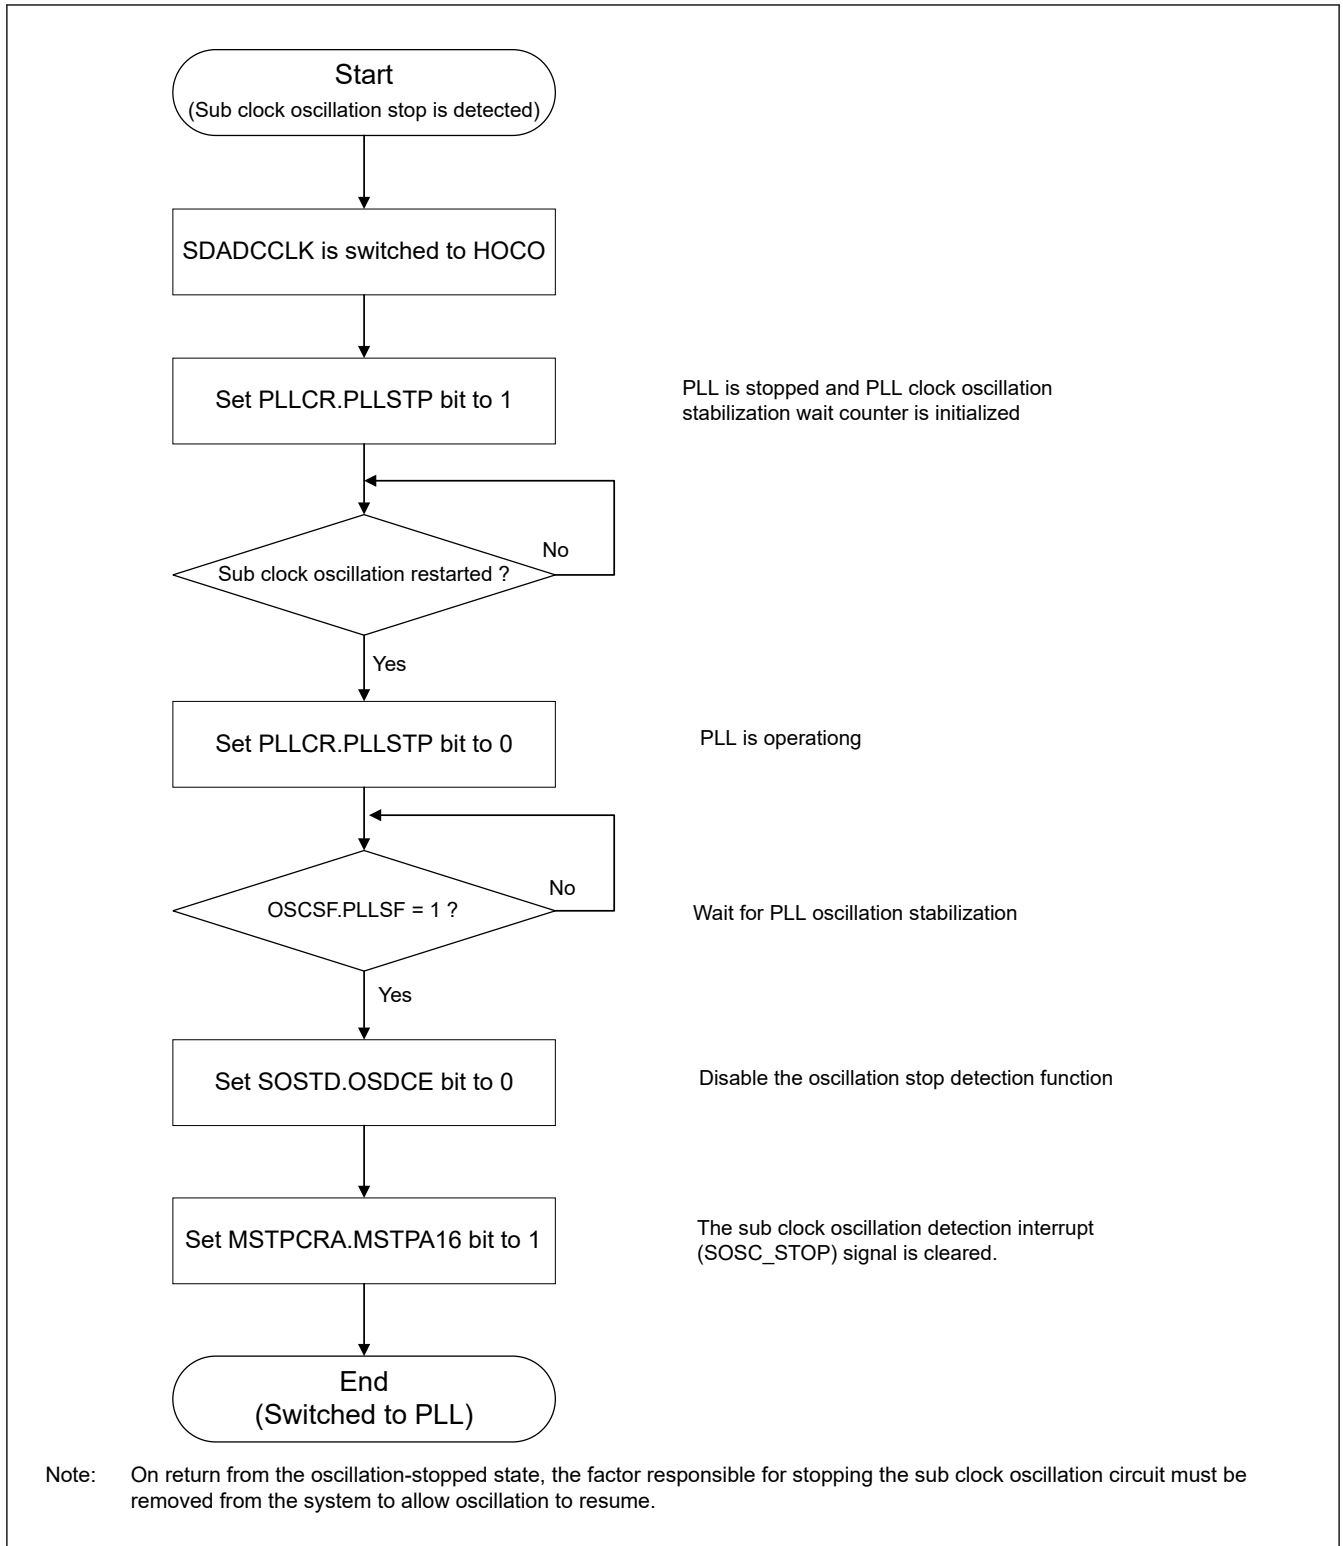 Start
(Sub clock oscillation stop is detected)
SDADCCLK is switched to HOCO
Set PLLCR.PLLSTP bit to 1
PLL is stopped and PLL clock oscillation
stabilization wait counter is initialized
No
Sub clock oscillation restarted ?
Yes
Set PLLCR.PLLSTP bit to 0
PLL is operationg
No
OSCSF.PLLSF = 1 ?
Wait for PLL oscillation stabilization
Yes
Set SOSTD.OSDCE bit to 0
Disable the oscillation stop detection function
Set MSTPCRA.MSTPA16 bit to 1
The sub clock oscillation detection interrupt
(SOSC_STOP) signal is cleared.
End
(Switched to PLL)
Note: On return from the oscillation-stopped state, the factor responsible for stopping the sub clock oscillation circuit must be
removed from the system to allow oscillation to resume.